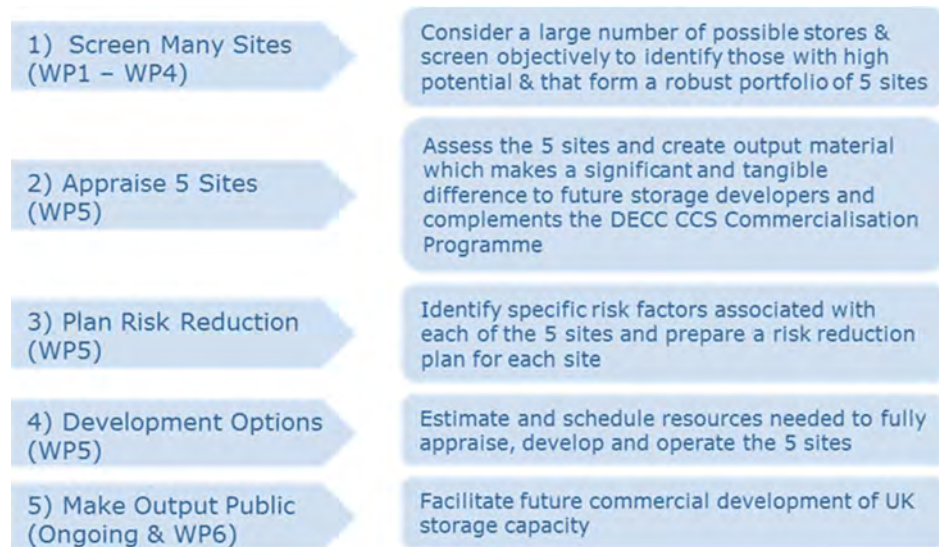 1) Screen Many Sites
(WP1 – WP4)
Consider a large number of possible stores &
screen objectively to identify those with high
potential & that form a robust portfolio of 5 sites
2) Appraise 5 Sites
(WP5)
Assess the 5 sites and create output material
which makes a significant and tangible
difference to future storage developers and
complements the DECC CCS Commercialisation
Programme
3) Plan Risk Reduction
(WP5)
Identify specific risk factors associated with
each of the 5 sites and prepare a risk reduction
plan for each site
4) Development Options
(WP5)
Estimate and schedule resources needed to fully
appraise, develop and operate the 5 sites
5) Make Output Public
(Ongoing & WP6)
Facilitate future commercial development of UK
storage capacity